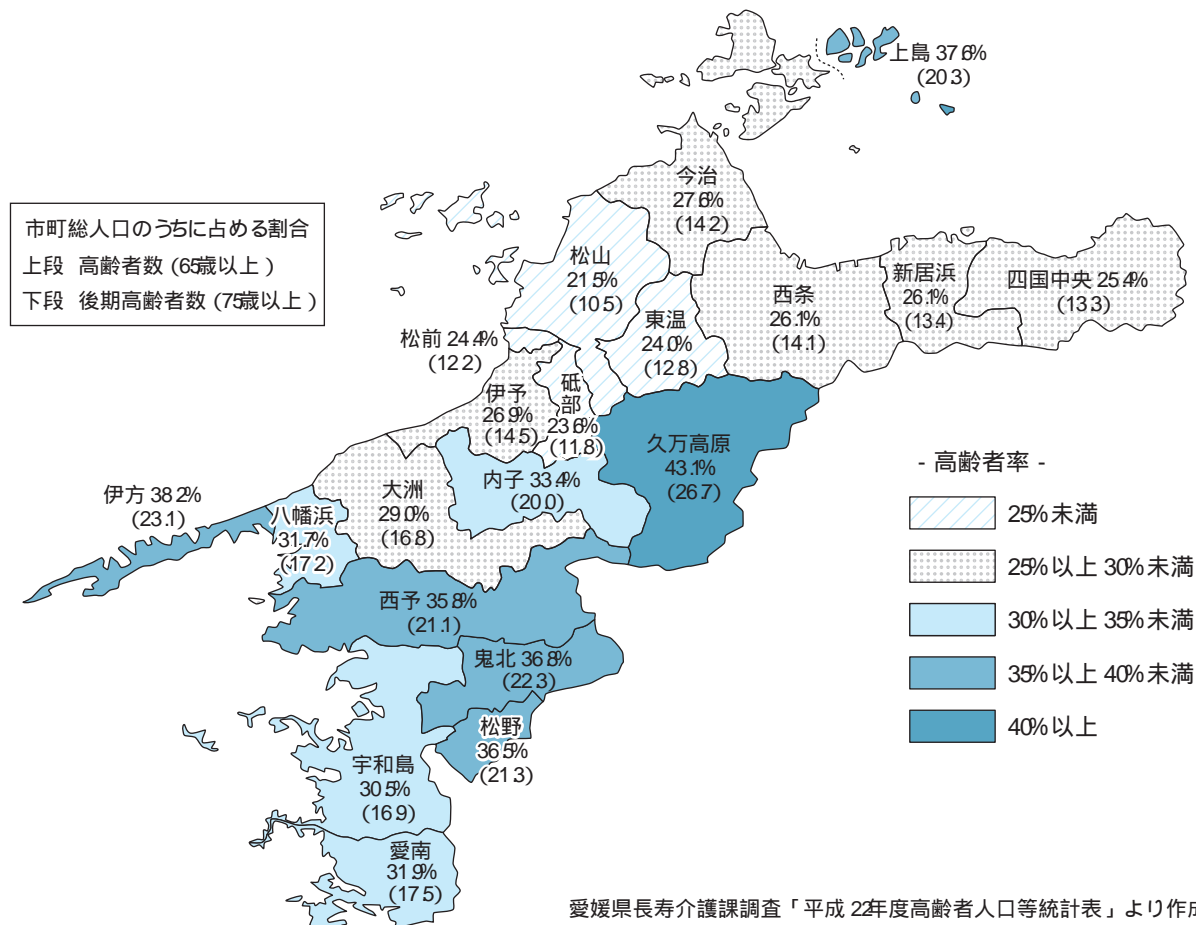 上島 37.6%
(20.3)
今治
27.6%
(14.2)
市町総人口のうちに占める割合
上段 高齢者数(65歳以上)
下段 後期高齢者数(75歳以上)
松山
21.5%
(10.5)
新居浜
26.1%
(13.4)
四国中央 25.4%
(13.3)
西条
26.1%
(14.1)
東温
24.0%
(12.8)
松前 24.4%
(12.2)
伊予
26.9%
(14.5)
砥部
23.6%
(11.8)
久万高原
43.1%
(26.7)
内子 33.4%
(20.0)
大洲
29.0%
(16.8)
伊方 38.2%
(23.1)
八幡浜
31.7%
(17.2)
西予 35.8%
(21.1)
鬼北 36.8%
(22.3)
松野
36.5%
(21.3)
宇和島
30.5%
(16.9)
愛南
31.9%
(17.5)
- 高齢者率 -
25%未満
25%以上 30%未満
30%以上 35%未満
35%以上 40%未満
40%以上
愛媛県長寿介護課調査「平成22年度高齢者人口等統計表」より作成